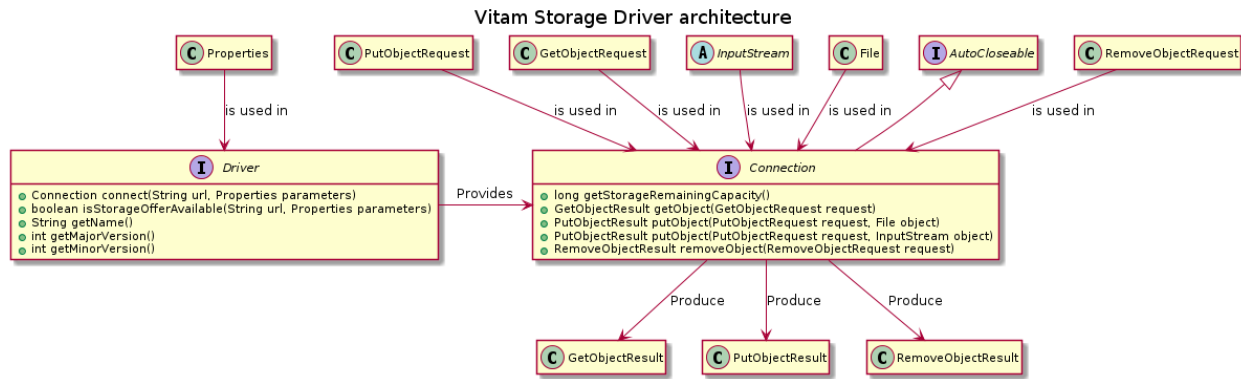 Vitam Storage Driver architecture
C Properties
C PutObjectRequest
C GetObjectRequest
A InputStream
C File
I AutoCloseable
C RemoveObjectRequest
is used in
is used in
is used in
is used in
is used in
is used in
I Driver
Connection connect(String url, Properties parameters)
boolean isStorageOfferAvailable(String url, Properties parameters)
String getName()
int getMajorVersion()
int getMinorVersion()
Provides
I Connection
long getStorageRemainingCapacity()
GetObjectResult getObject(GetObjectRequest request)
PutObjectResult putObject(PutObjectRequest request, File object)
PutObjectResult putObject(PutObjectRequest request, InputStream object)
RemoveObjectResult removeObject(RemoveObjectRequest request)
Produce
Produce
Produce
C GetObjectResult
C PutObjectResult
C RemoveObjectResult